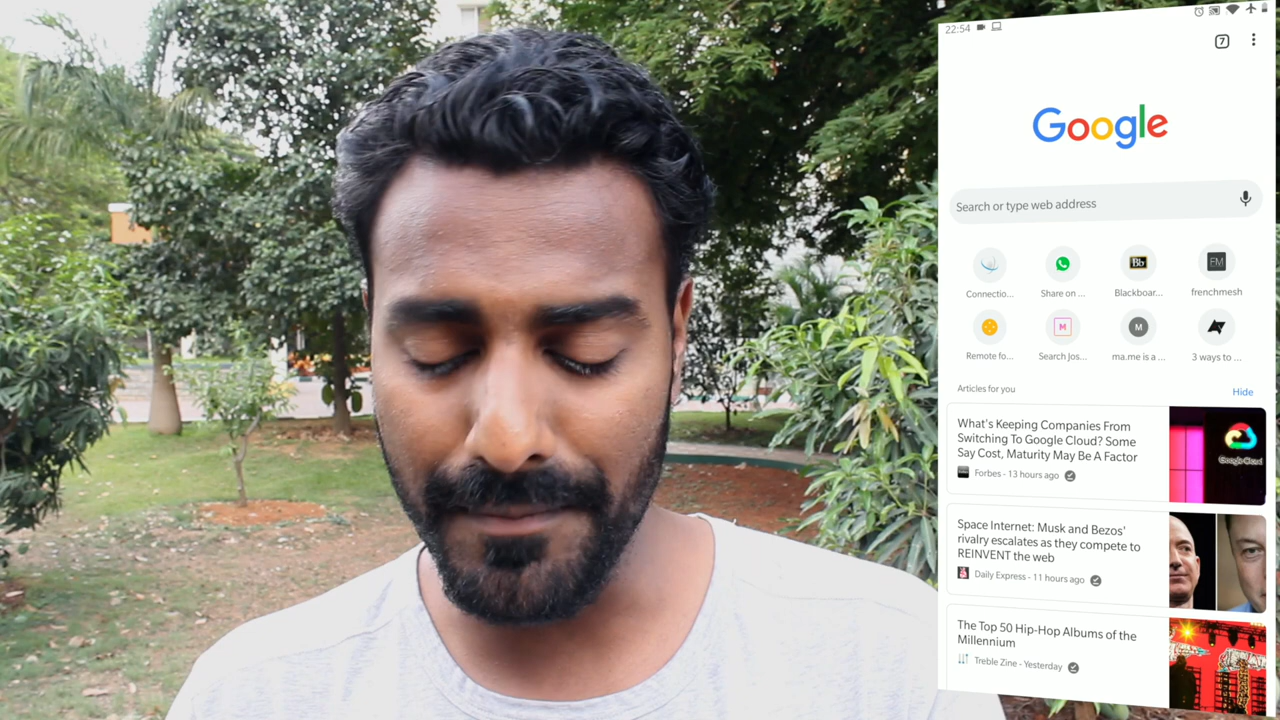 22:54
7
Google
Search or type web address
Connectio...
Share on ...
Bb
Blackboar...
FM
frenchmesh
Remote fo...
M
Search Jos...
M
ma.me is a ...
3 ways to ...
Articles for you
Hide
What's Keeping Companies From
Switching To Google Cloud? Some
Say Cost, Maturity May Be A Factor
Forbes - 13 hours ago
Google Cloud
Space Internet: Musk and Bezos'
rivalry escalates as they compete to
REINVENT the web
Daily Express - 11 hours ago
The Top 50 Hip-Hop Albums of the
Millennium
Treble Zine - Yesterday